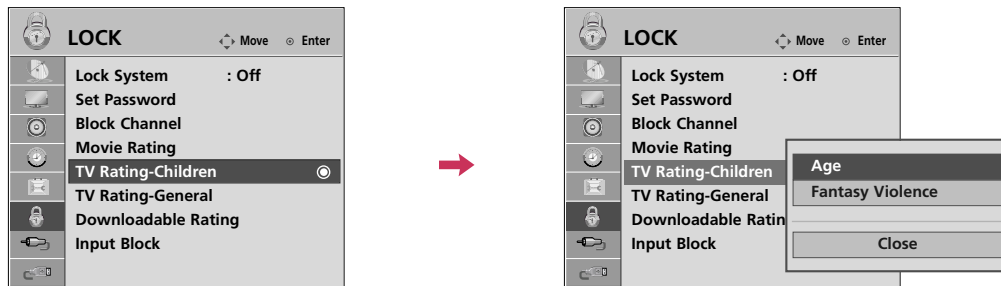 LOCK Move Enter
Lock System : Off
Set Password
Block Channel
Movie Rating
TV Rating-Children
TV Rating-General
Downloadable Rating
Input Block
LOCK Move Enter
Lock System : Off
Set Password
Block Channel
Movie Rating
TV Rating-Children
TV Rating-General
Downloadable Ratin
Input Block
Age
Fantasy Violence
Close